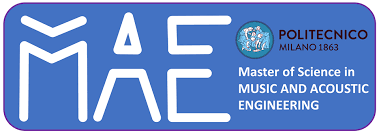 MAE
POLITECNICO
MILANO 1863
Master of Science in
MUSIC AND ACOUSTIC
ENGINEERING